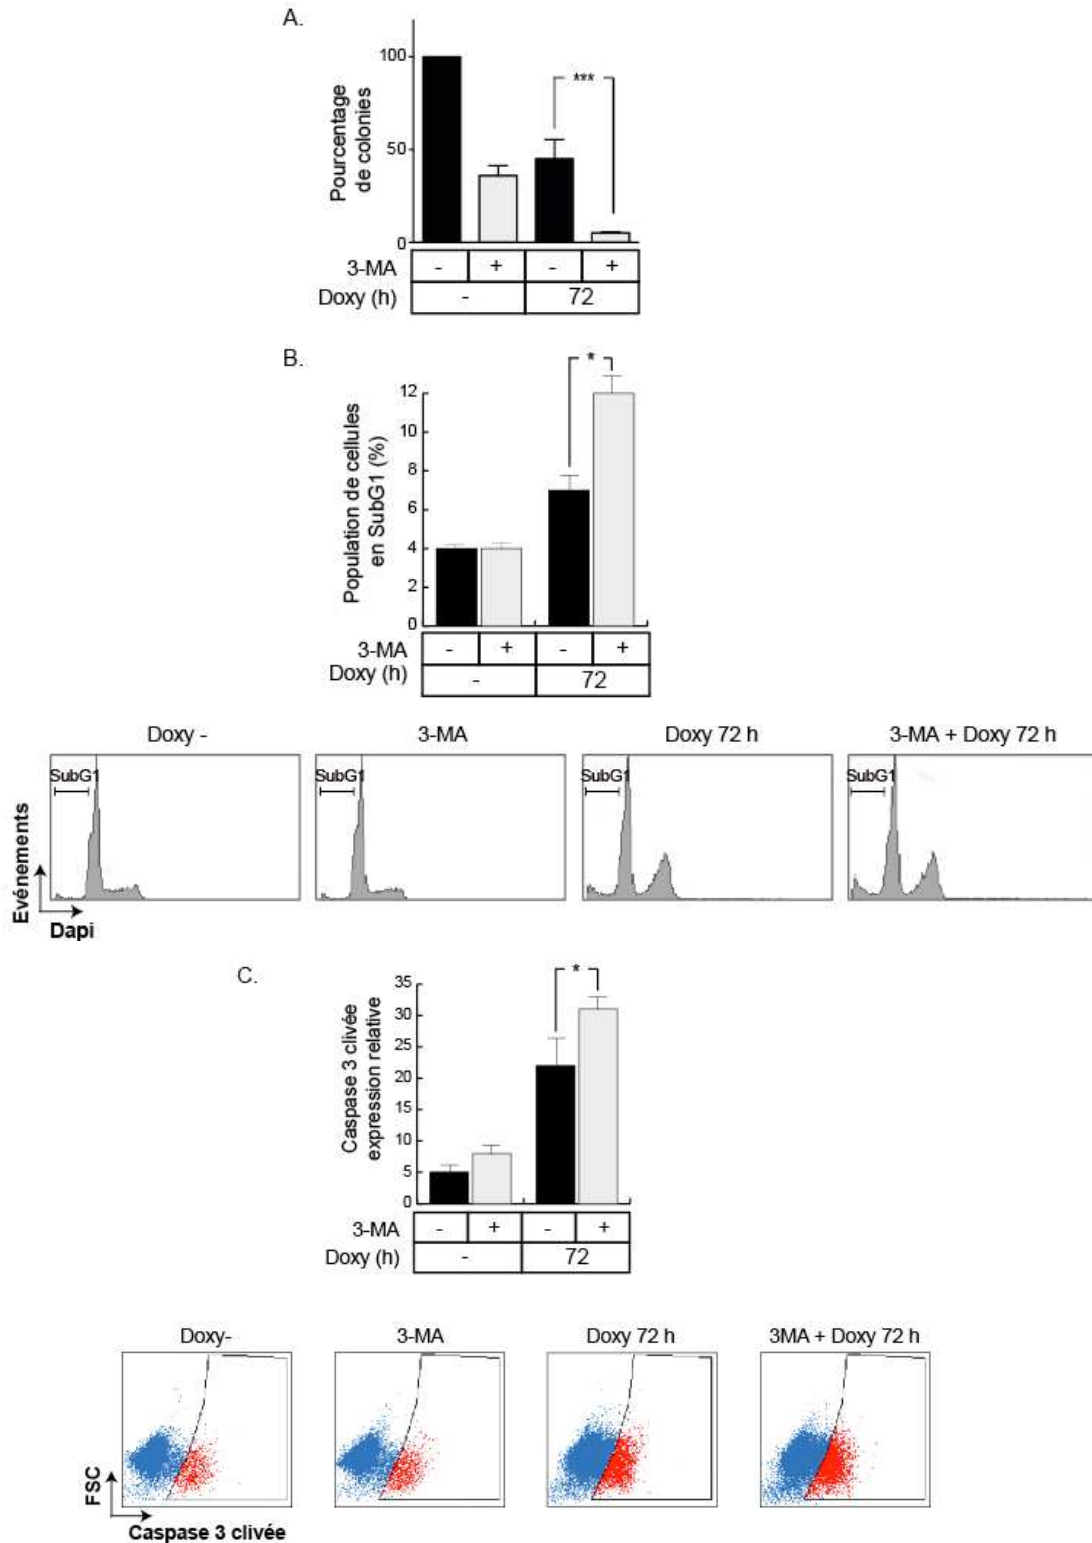 A.
Pourcentage
de colonies
100
50
0
***
3-MA - + - +
Doxy (h) - 72
B.
Population de cellules
en SubG1 (%)
12
12
8
6
4
2
0
*
3-MA - + - +
Doxy (h) - 72
Doxy - 3-MA Doxy 72 h 3-MA + Doxy 72 h
SubG1 SubG1 SubG1 SubG1
Evénements
Dapi
C.
Caspase 3 clivée
expression relative
35
30
25
20
15
10
5
0
*
3-MA - + - +
Doxy (h) - 72
Doxy- 3-MA Doxy 72 h 3MA + Doxy 72 h
FSC
Caspase 3 clivée